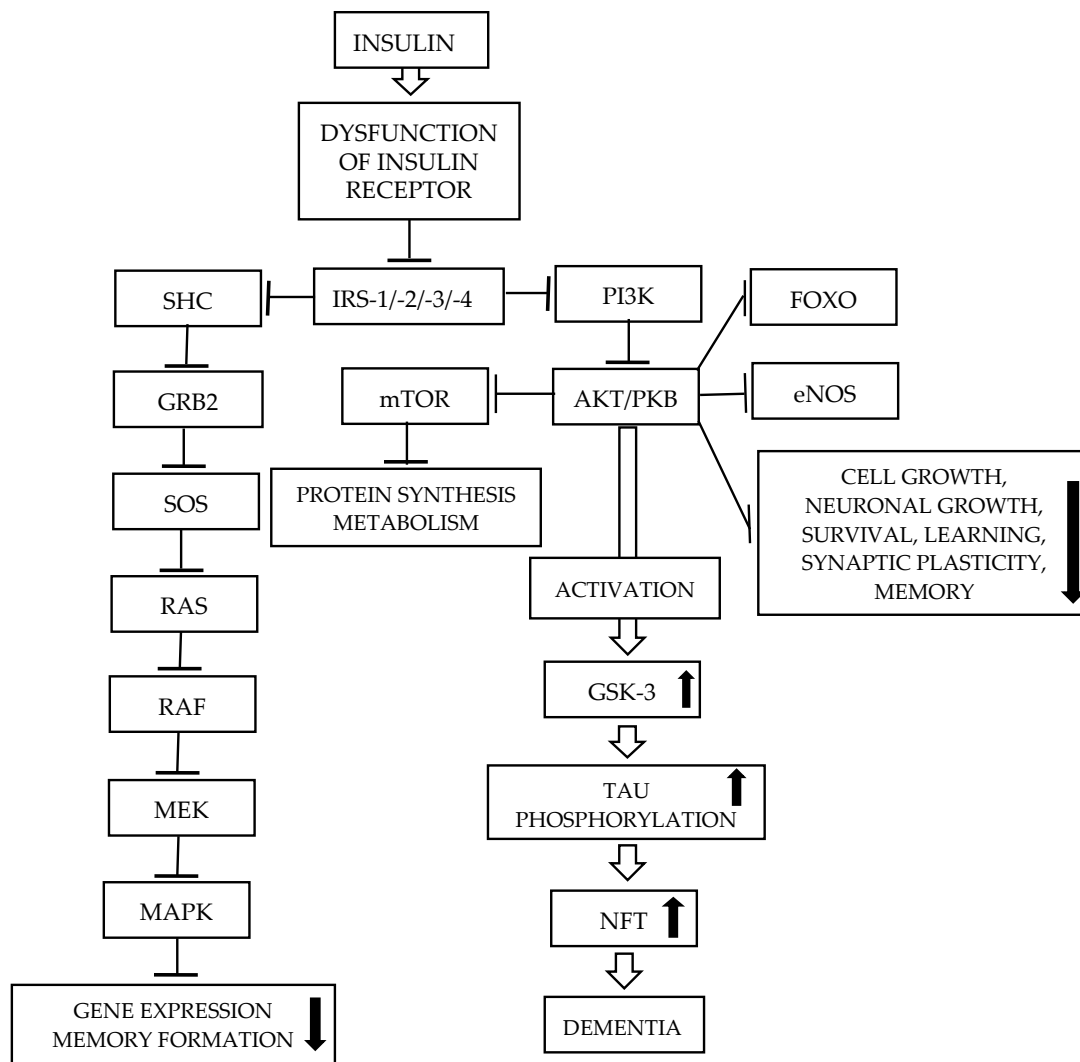 INSULIN
DYSFUNCTION
OF INSULIN
RECEPTOR
SHC
IRS-1/-2/-3/-4
PI3K
FOXO
GRB2
mTOR
AKT/PKB
eNOS
SOS
PROTEIN SYNTHESIS
METABOLISM
CELL GROWTH,
NEURONAL GROWTH,
SURVIVAL, LEARNING,
SYNAPTIC PLASTICITY,
MEMORY
RAS
ACTIVATION
RAF
GSK-3
MEK
TAU
PHOSPHORYLATION
MAPK
NFT
GENE EXPRESSION
MEMORY FORMATION
DEMENTIA